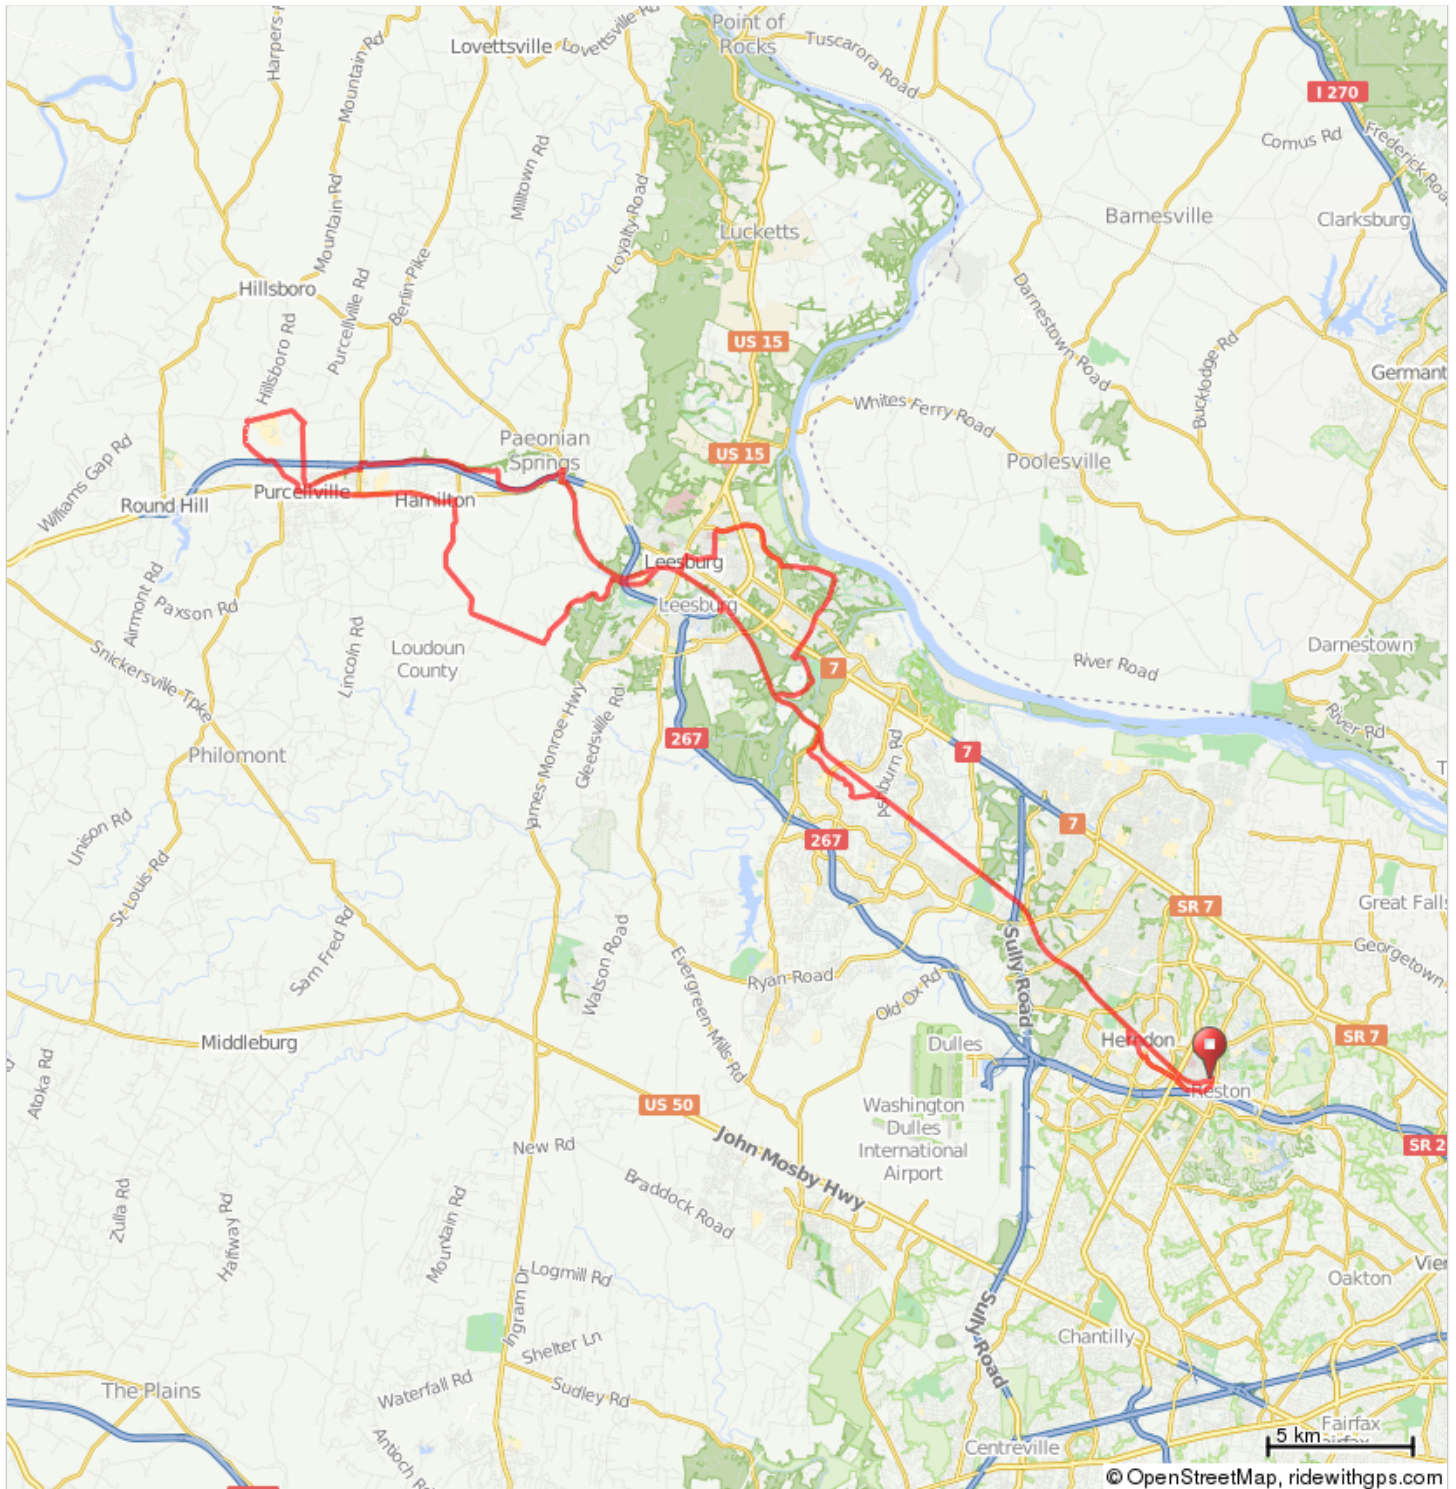 Point of
Rocks
Lovettsville
Lovettsville Rd
Tuscarora Road
Mountain Rd
I 270
Comus Rd
Milltown Rd
Mountain Rd
Loyalty Road
Lucketts
Barnesville
Clarksburg
Hillsboro
Berlin Pike
Purcellville Rd
Hillsboro Rd
US 15
Darnestown Road
Bucklodge Rd
Germant
Whites Ferry Road
Williams Gap Rd
Paeonian
Springs
US 15
Poolesville
Round Hill
Purcellville
Hamilton
Leesburg
Leesburg
Airmont Rd
Paxson Rd
Lincoln Rd
Loudoun
County
Snickersville Tpke
7
River Road
Darnestown
River Rd
James Monroe Hwy
Gleedsville Rd
267
Philomont
7
Ashburn Rd
Unison Rd
267
7
St Louis Rd
SR 7
Great Falls
Sam Fred Rd
Watson Road
Sully Road
Georgetown
Evergreen Mills Rd
Ryan Road
Old Ox Rd
Middleburg
Atoka Rd
Dulles
Herndon
SR 7
Reston
US 50
Washington
Dulles
International
Airport
New Rd
John Mosby Hwy
SR 2
Braddock Road
Zulla Rd
Halfway Rd
Mountain Rd
Logmill Rd
Vie
Oakton
Ingram Dr
Shelter Ln
Sully Road
Chantilly
The Plains
Waterfall Rd
Sudley Rd
Antioch Rd
Centreville
Fairfax
5 km
© OpenStreetMap, ridewithgps.com